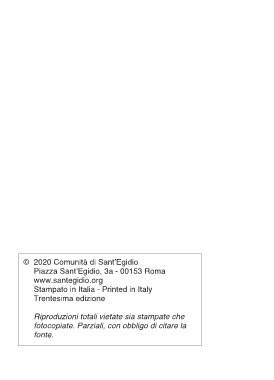 © 2020 Comunità di Sant'Egidio
Piazza Sant'Egidio, 3a - 00153 Roma
www.santegidio.org
Stampato in Italia - Printed in Italy
Trentesima edizione
Riproduzioni totali vietate sia stampate che
fotocopiate. Parziali, con obbligo di citare la
fonte.